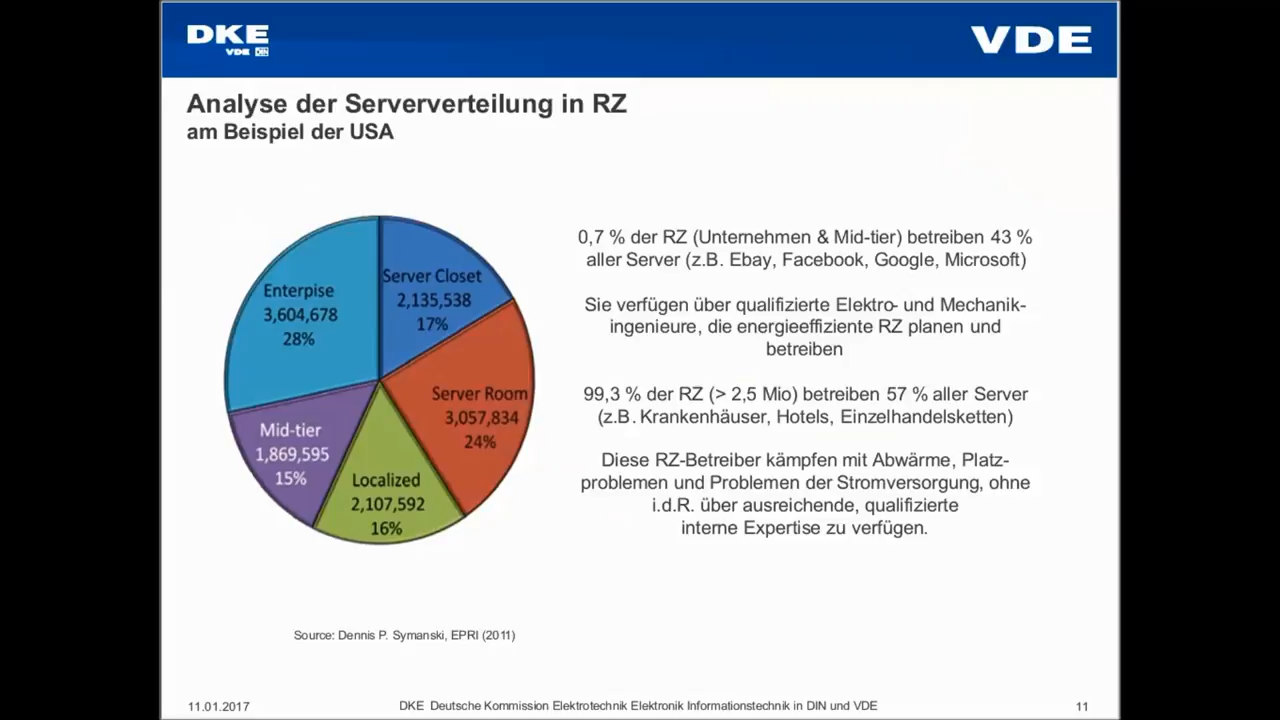 DKE
VDE DIN
VDE
Analyse der Serververteilung in RZ
am Beispiel der USA
Enterpise
3,604,678
28%
Server Closet
2,135,538
17%
Server Room
3,057,834
24%
Mid-tier
1,869,595
15%
Localized
2,107,592
16%
0,7 % der RZ (Unternehmen & Mid-tier) betreiben 43 %
aller Server (z.B. Ebay, Facebook, Google, Microsoft)
Sie verfügen über qualifizierte Elektro- und Mechanik-
ingenieure, die energieeffiziente RZ planen und
betreiben
99,3 % der RZ (> 2,5 Mio) betreiben 57 % aller Server
(z.B. Krankenhäuser, Hotels, Einzelhandelsketten)
Diese RZ-Betreiber kämpfen mit Abwärme, Platz-
problemen und Problemen der Stromversorgung, ohne
i.d.R. über ausreichende, qualifizierte
interne Expertise zu verfügen.
Source: Dennis P. Symanski, EPRI (2011)
11.01.2017
DKE Deutsche Kommission Elektrotechnik Elektronik Informationstechnik in DIN und VDE
11